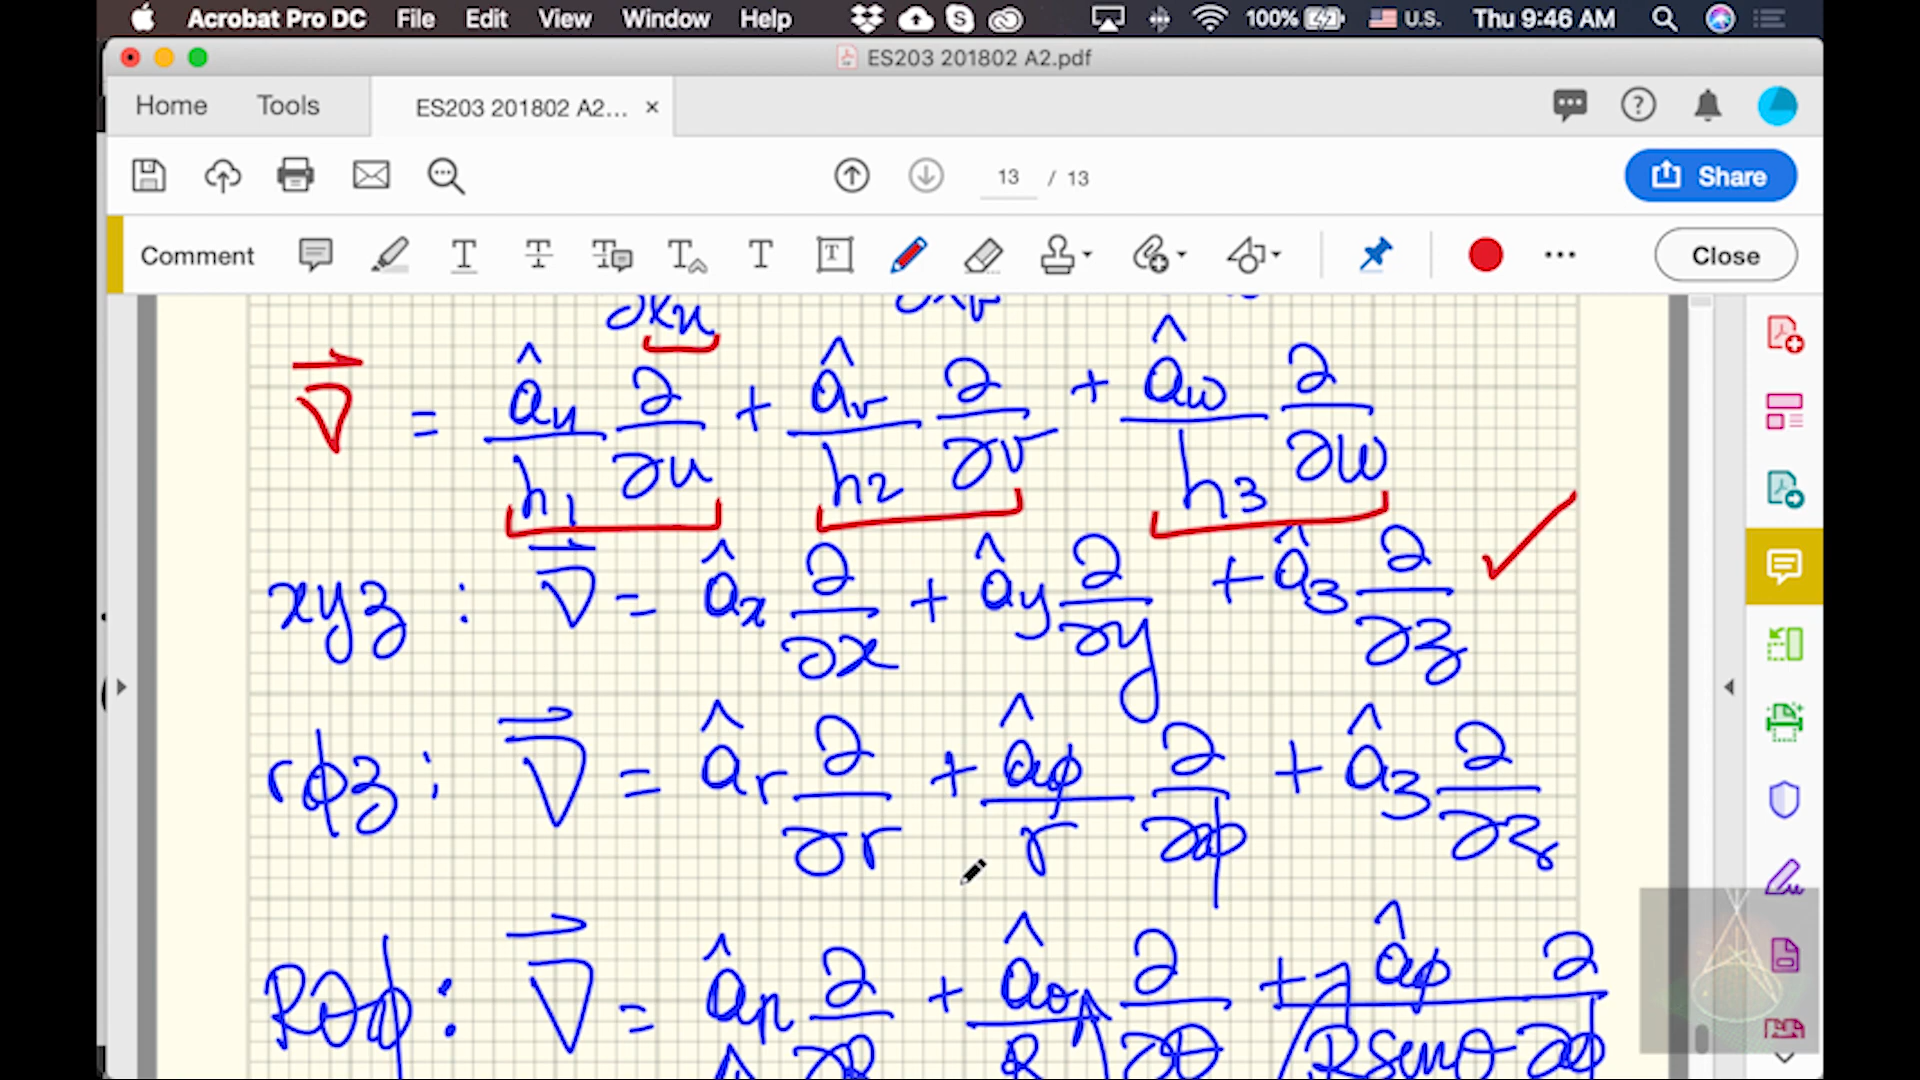 Acrobat Pro DC File Edit View Window Help 100% U.S. Thu 9:46 AM
ES203 201802 A2.pdf
Home Tools ES203 201802 A2... ×
13 / 13 Share
Comment Close
∂xu
∇⃗ = âu/h1 ∂/∂u + âv/h2 ∂/∂v + âw/h3 ∂/∂w
xyz : ∇⃗ = âx ∂/∂x + ây ∂/∂y + âz ∂/∂z
rφz : ∇⃗ = âr ∂/∂r + âφ/r ∂/∂φ + âz ∂/∂z
Rθφ : ∇⃗ = âR ∂/∂R + âθ/R ∂/∂θ + âφ/R sinθ ∂/∂φ